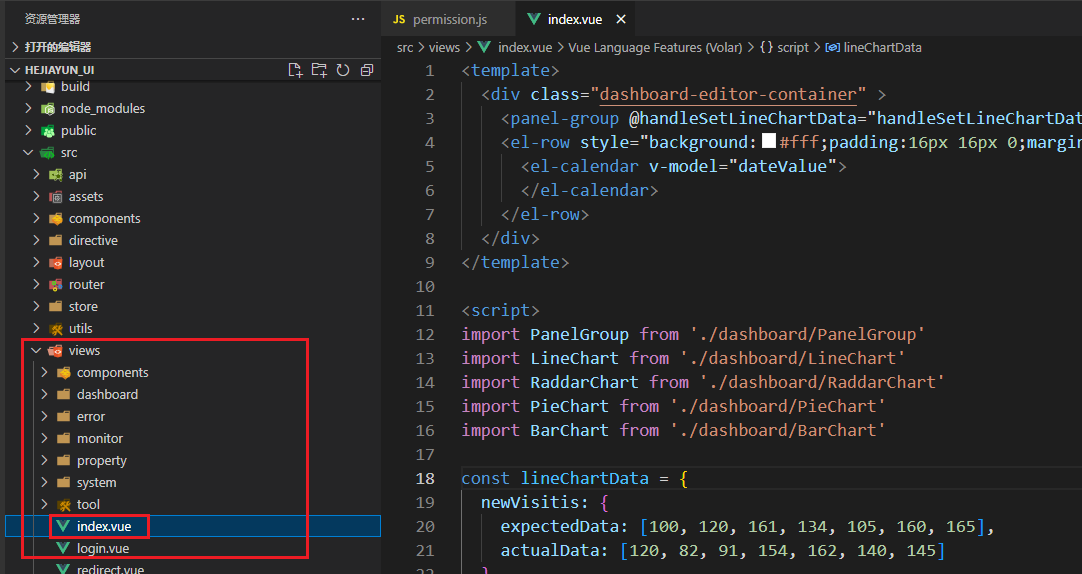 资源管理器 ···
打开的编辑器
HEJIAYUN_UI
build
node_modules
public
src
api
assets
components
directive
layout
router
store
utils
views
components
dashboard
error
monitor
property
system
tool
index.vue
login.vue
redirect.vue
JS permission.js
index.vue
src > views > index.vue > Vue Language Features (Volar) > {} script > lineChartData
1 <template>
2 <div class="dashboard-editor-container" >
3 <panel-group @handleSetLineChartData="handleSetLineChartDat
4 <el-row style="background:#fff;padding:16px 16px 0;margin
5 <el-calendar v-model="dateValue">
6 </el-calendar>
7 </el-row>
8 </div>
9 </template>
10
11 <script>
12 import PanelGroup from './dashboard/PanelGroup'
13 import LineChart from './dashboard/LineChart'
14 import RaddarChart from './dashboard/RaddarChart'
15 import PieChart from './dashboard/PieChart'
16 import BarChart from './dashboard/BarChart'
17
18 const lineChartData = {
19 newVisitis: {
20 expectedData: [100, 120, 161, 134, 105, 160, 165],
21 actualData: [120, 82, 91, 154, 162, 140, 145]
22 }